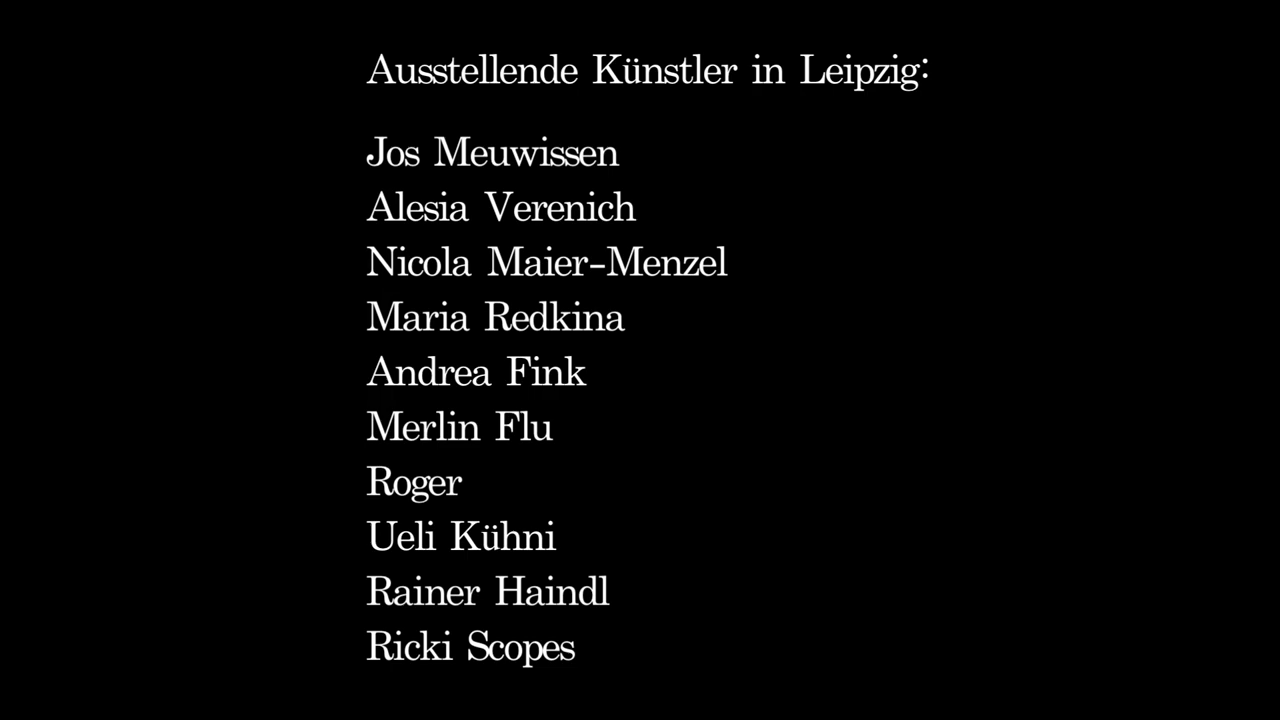 Ausstellende Künstler in Leipzig:
Jos Meuwissen
Alesia Verenich
Nicola Maier-Menzel
Maria Redkina
Andrea Fink
Merlin Flu
Roger
Ueli Kühni
Rainer Haindl
Ricki Scopes